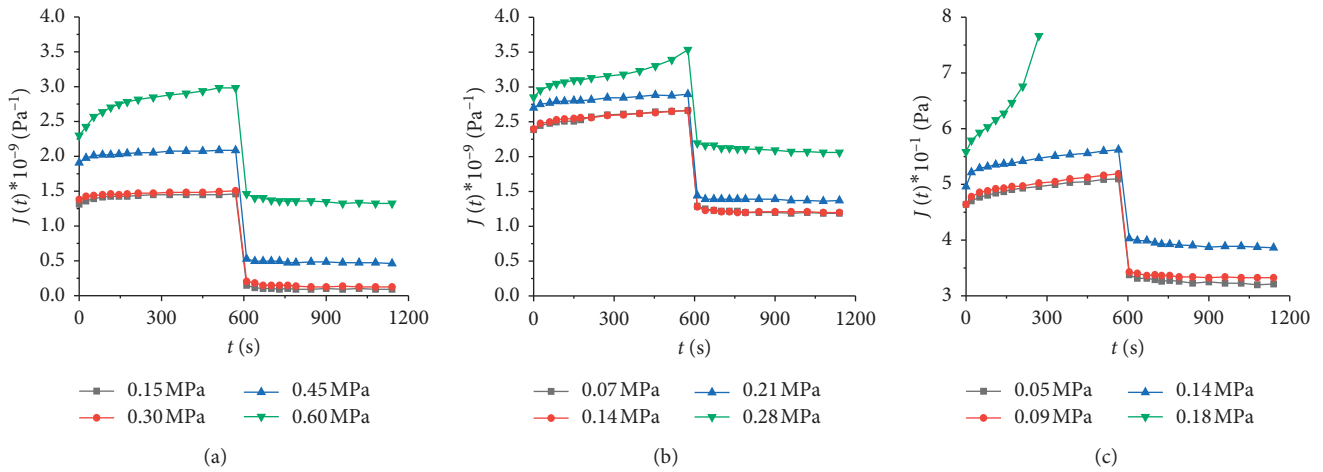 4.0
3.5
3.0
2.5
2.0
1.5
1.0
0.5
0.0
J (t)*10⁻⁹ (Pa⁻¹)
0 300 600 900 1200
t (s)
0.15 MPa 0.45 MPa
0.30 MPa 0.60 MPa
(a)
4.0
3.5
3.0
2.5
2.0
1.5
1.0
0.5
0.0
J (t)*10⁻⁹ (Pa⁻¹)
0 300 600 900 1200
t (s)
0.07 MPa 0.21 MPa
0.14 MPa 0.28 MPa
(b)
8
7
6
5
4
3
J (t)*10⁻¹ (Pa)
0 300 600 900 1200
t (s)
0.05 MPa 0.14 MPa
0.09 MPa 0.18 MPa
(c)